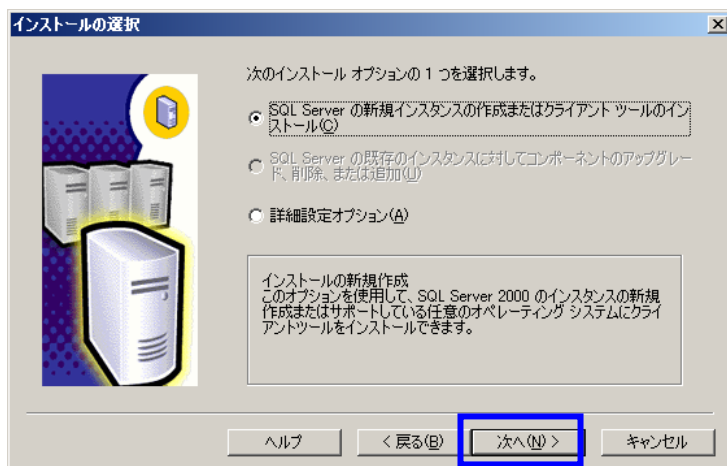 インストールの選択
次のインストール オプションの 1 つを選択します。
SQL Server の新規インスタンスの作成またはクライアント ツールのイン
ストール(C)
SQL Server の既存のインスタンスに対してコンポーネントのアップグレー
ド、削除、または追加(U)
詳細設定オプション(A)
インストールの新規作成
このオプションを使用して、SQL Server 2000 のインスタンスの新規
作成またはサポートしている任意のオペレーティング システムにクライ
アントツールをインストールできます。
ヘルプ
< 戻る(B)
次へ(N) >
キャンセル